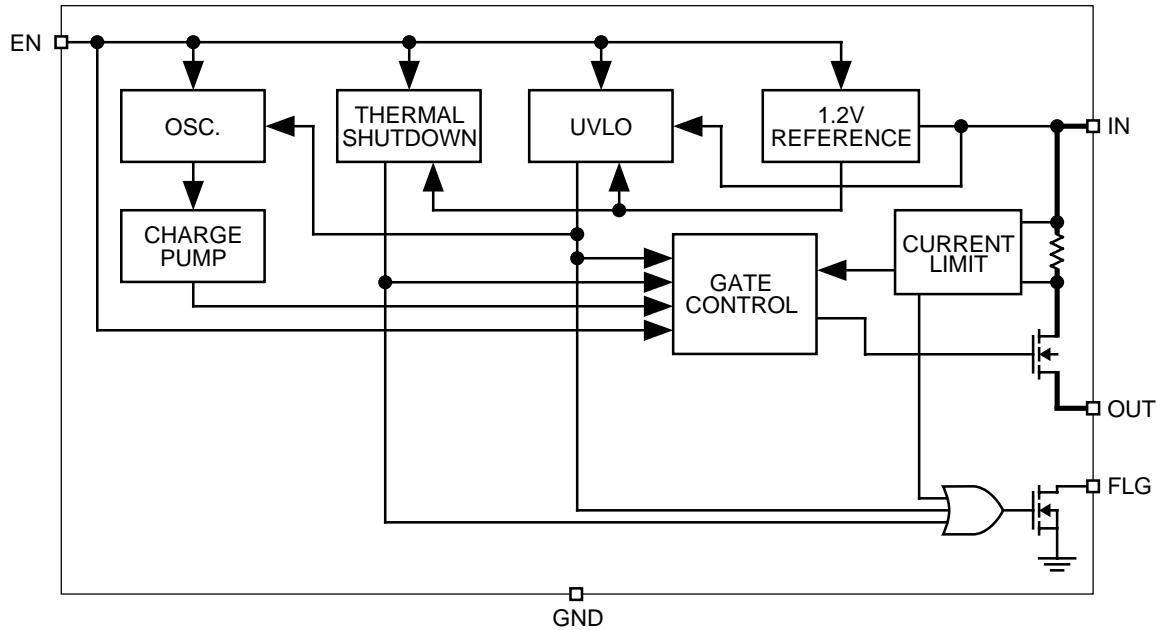 EN
OSC.
THERMAL
SHUTDOWN
UVLO
1.2V
REFERENCE
IN
CHARGE
PUMP
GATE
CONTROL
CURRENT
LIMIT
OUT
FLG
GND